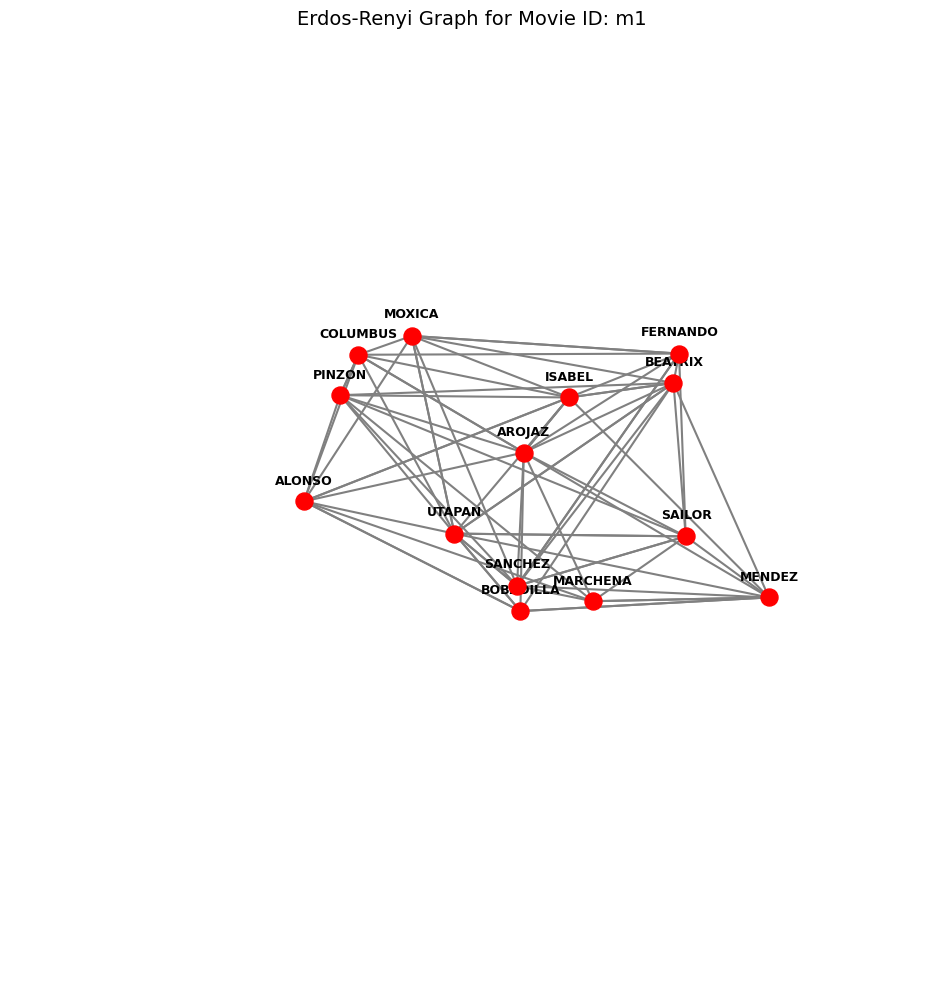 Erdos-Renyi Graph for Movie ID: m1
MOXICA
COLUMBUS
FERNANDO
BEATRIX
PINZON
ISABEL
AROJAZ
ALONSO
UTAPAN
SAILOR
SANCHEZ
MENDEZ
MARCHENA
BOBADILLA